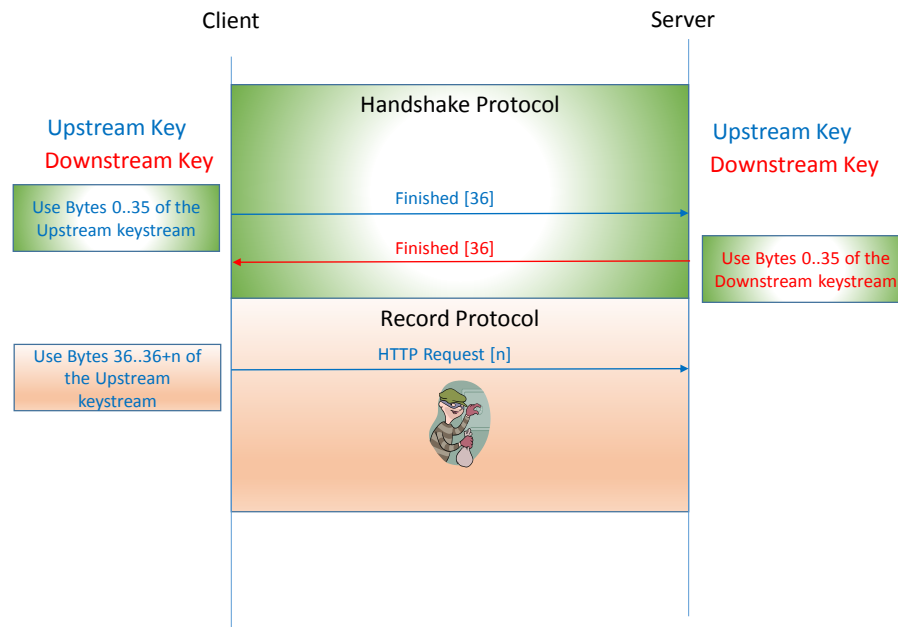 Client
Server
Handshake Protocol
Upstream Key
Downstream Key
Upstream Key
Downstream Key
Use Bytes 0..35 of the
Upstream keystream
Finished [36]
Finished [36]
Use Bytes 0..35 of the
Downstream keystream
Record Protocol
Use Bytes 36..36+n of
the Upstream
keystream
HTTP Request [n]